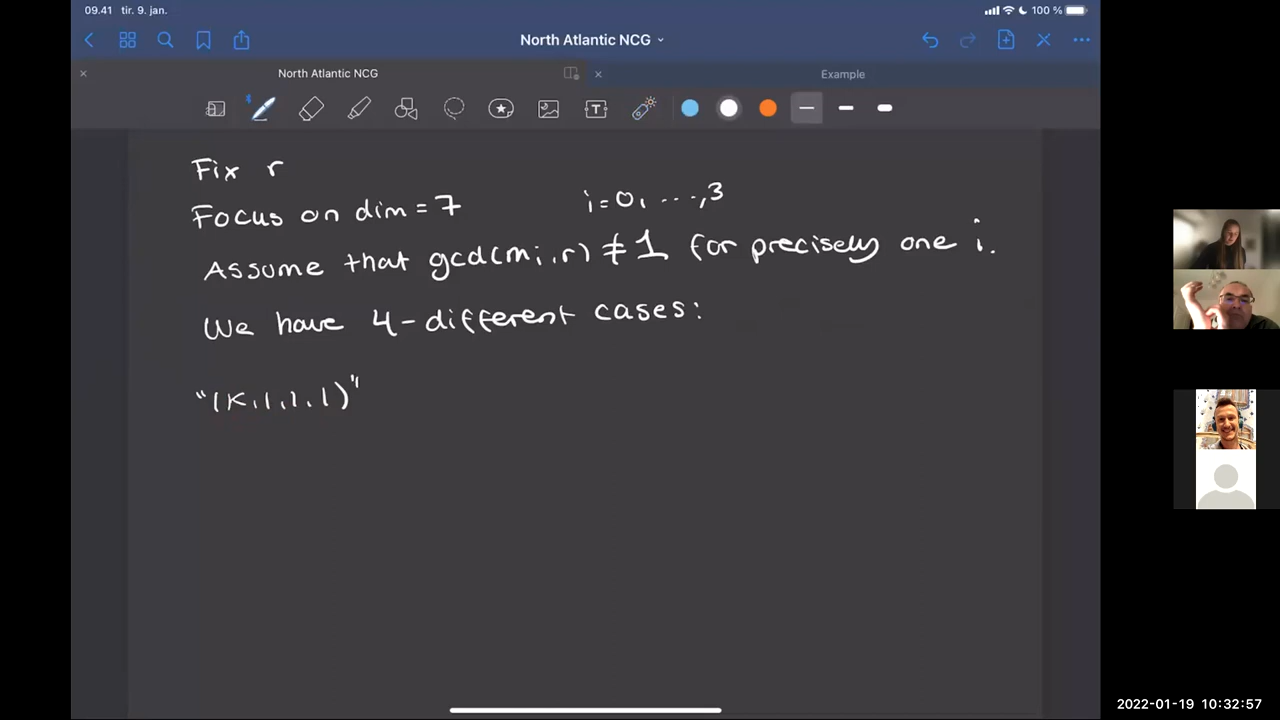 09.41 tir. 9. jan.
100 %
North Atlantic NCG
North Atlantic NCG
Example
Fix r
Focus on dim = 7 i=0, ...,3
Assume that gcd(mi,r) ≠ 1 for precisely one i.
We have 4-different cases:
"(K,1,1,1)"
2022-01-19 10:32:57